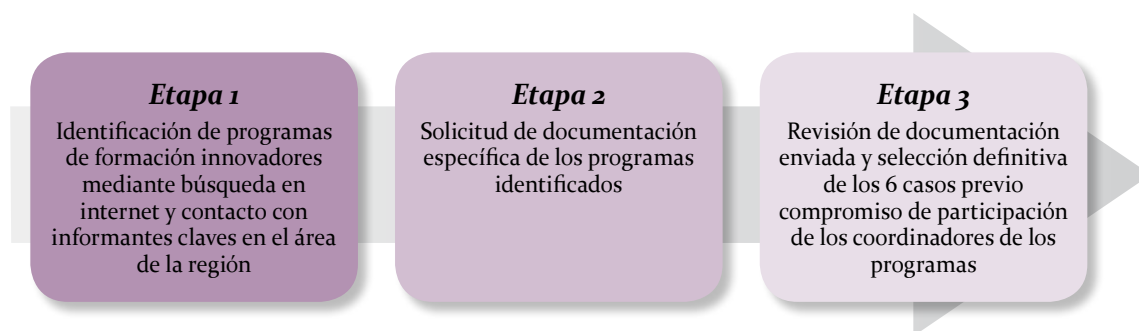 Etapa 1
Identificación de programas
de formación innovadores
mediante búsqueda en
internet y contacto con
informantes claves en el área
de la región
Etapa 2
Solicitud de documentación
específica de los programas
identificados
Etapa 3
Revisión de documentación
enviada y selección definitiva
de los 6 casos previo
compromiso de participación
de los coordinadores de los
programas